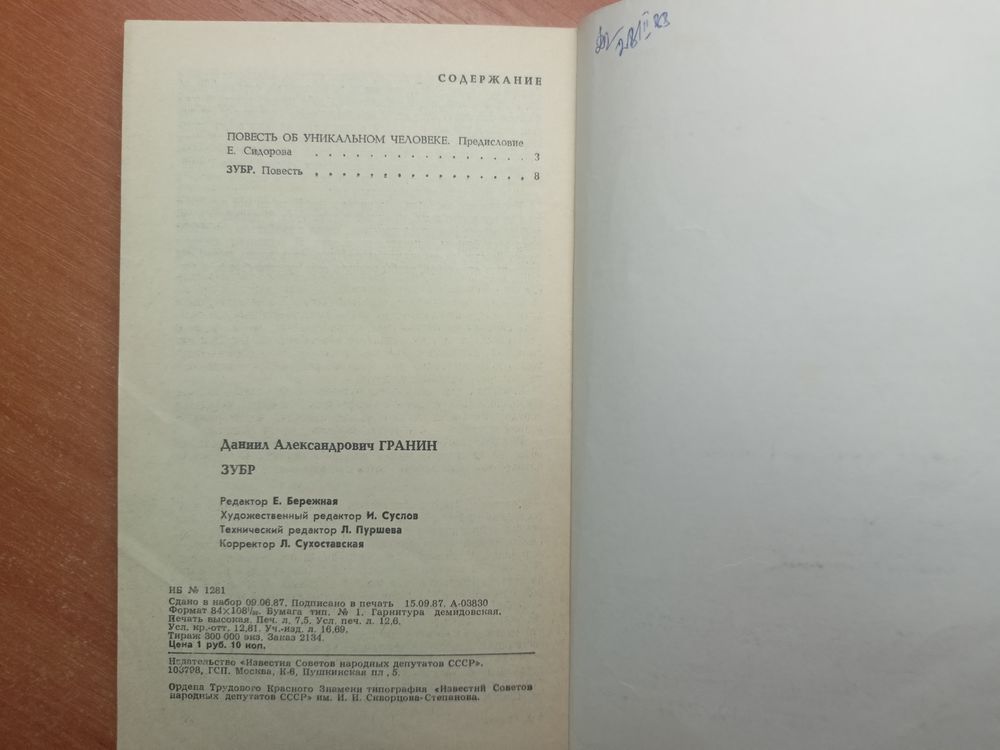 СОДЕРЖАНИЕ
ПОВЕСТЬ ОБ УНИКАЛЬНОМ ЧЕЛОВЕКЕ. Предисловие
Е. Сидорова . . . . . . . . . . . . . . . . 3
ЗУБР. Повесть . . . . . . . . . . . . . . . . 8
Даниил Александрович ГРАНИН
ЗУБР
Редактор Е. Бережная
Художественный редактор И. Суслов
Технический редактор Л. Пуршева
Корректор Л. Сухоставская
ИБ № 1281
Сдано в набор 09.06.87. Подписано в печать 15.09.87. А-03830
Формат 84×108¹/₃₂. Бумага тип. № 1. Гарнитура демидовская.
Печать высокая. Печ. л. 7,5. Усл. печ. л. 12,6.
Усл. кр.-отт. 12,81. Уч.-изд. л. 16,69.
Тираж 300 000 экз. Заказ 2134.
Цена 1 руб. 10 коп.
Издательство «Известия Советов народных депутатов СССР».
103798, ГСП. Москва, К-6, Пушкинская пл., 5.
Ордена Трудового Красного Знамени типография «Известий Советов
народных депутатов СССР» им. И. И. Скворцова-Степанова.